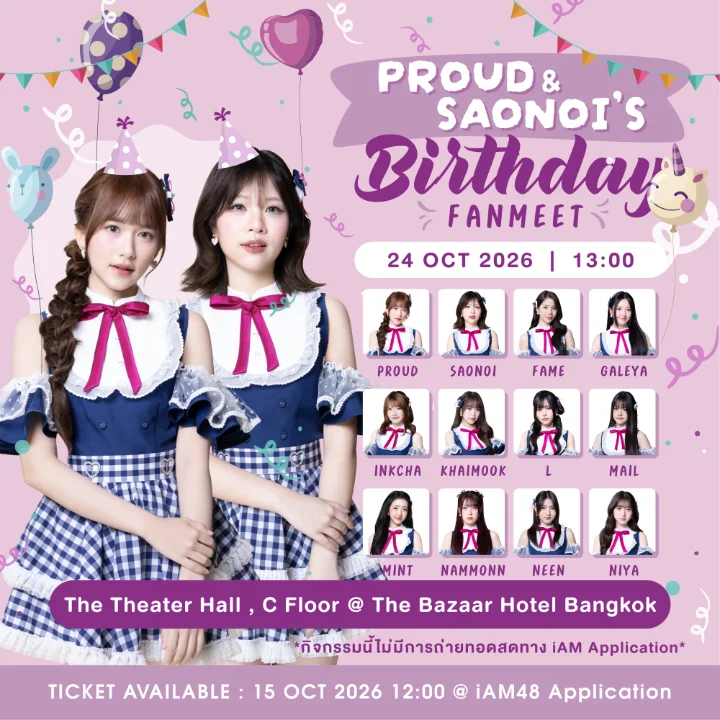 PROUD &
SAONOI'S
Birthday
FANMEET
24 OCT 2026 | 13:00
PROUD SAONOI FAME GALEYA
INKCHA KHAIMOOK L MAIL
MINT NAMMONN NEEN NIYA
The Theater Hall , C Floor @ The Bazaar Hotel Bangkok
*กิจกรรมนี้ไม่มีการถ่ายทอดสดทาง iAM Application*
TICKET AVAILABLE : 15 OCT 2026 12:00 @ iAM48 Application